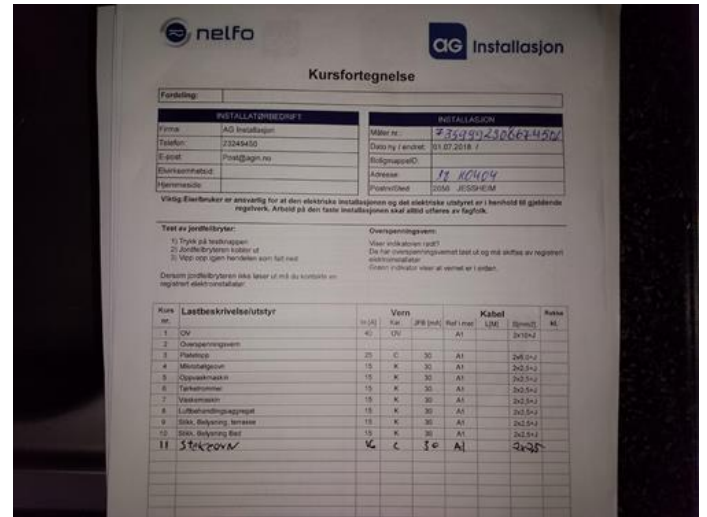 nelfo
AG Installasjon
Kursfortegnelse
Fordeling:
INSTALLATØRBEDRIFT
Firma: AG Installasjon
Telefon: 23249450
E-post: Post@agin.no
Elvirksomhetsid:
Hjemmeside:
INSTALLASJON
Måler nr.:
Dato ny / endret: 01.07.2018 /
BoligmappeID:
Adresse: H0404
Postnr/Sted 2050 JESSHEIM
Viktig:Eier/bruker er ansvarlig for at den elektriske installasjonen og det elektriske utstyret er i henhold til gjeldende
regelverk. Arbeid på den faste installasjonen skal alltid utføres av fagfolk.
Test av jordfeilbryter:
1) Trykk på testknappen
2) Jordfeilbryteren kobler ut
3) Vipp opp igjen hendelen som falt ned
Dersom jordfeilbryteren ikke løser ut må du kontakte en
registrert elektroinstallatør.
Overspenningsvern:
Viser indikatoren rødt?
Da har overspenningsvernet løst ut og må skiftes av registrert
elektroinstallatør
Grønn indikator viser at vernet er i orden.
Kurs nr. Lastbeskrivelse/utstyr Vern Kabel
In [A] Kar. JFB [mA] Ref i met L[M] S[mm2]
1 OV 40 OV A1 2x10+J
2 Overspenningsvern
3 Platetopp 25 C 30 A1 2x6,0+J
4 Mikrobølgeovn 15 K 30 A1 2x2,5+J
5 Oppvaskmaskin 15 K 30 A1 2x2,5+J
6 Tørketrommel 15 K 30 A1 2x2,5+J
7 Vaskemaskin 15 K 30 A1 2x2,5+J
8 Luftbehandlingsaggregat 15 K 30 A1 2x2,5+J
9 Stikk, Belysning, terrasse 15 K 30 A1 2x2,5+J
10 Stikk, Belysning Bad 15 K 30 A1 2x2,5+J
11 Stekeovn 16 C 30 A1 2x2,5